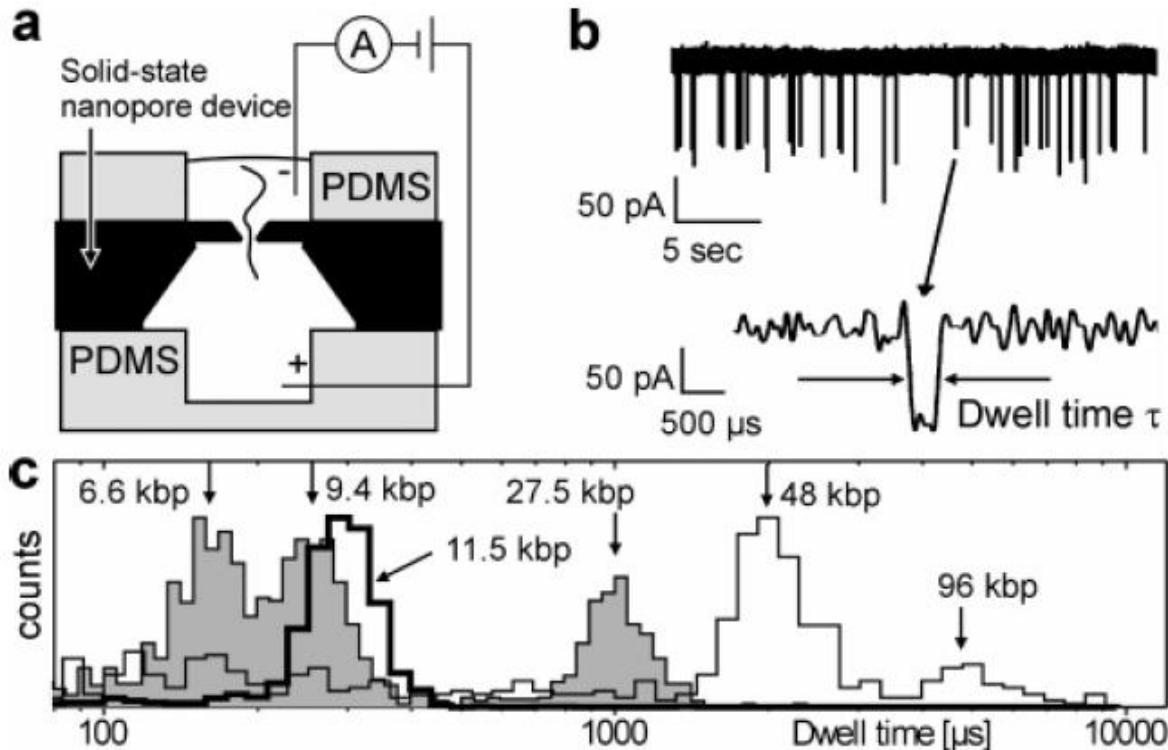 a
A
Solid-state
nanopore device
-
PDMS
PDMS
+
b
50 pA
5 sec
50 pA
500 µs
Dwell time τ
c
6.6 kbp
9.4 kbp
11.5 kbp
27.5 kbp
48 kbp
96 kbp
counts
100
1000
Dwell time [µs]
10000